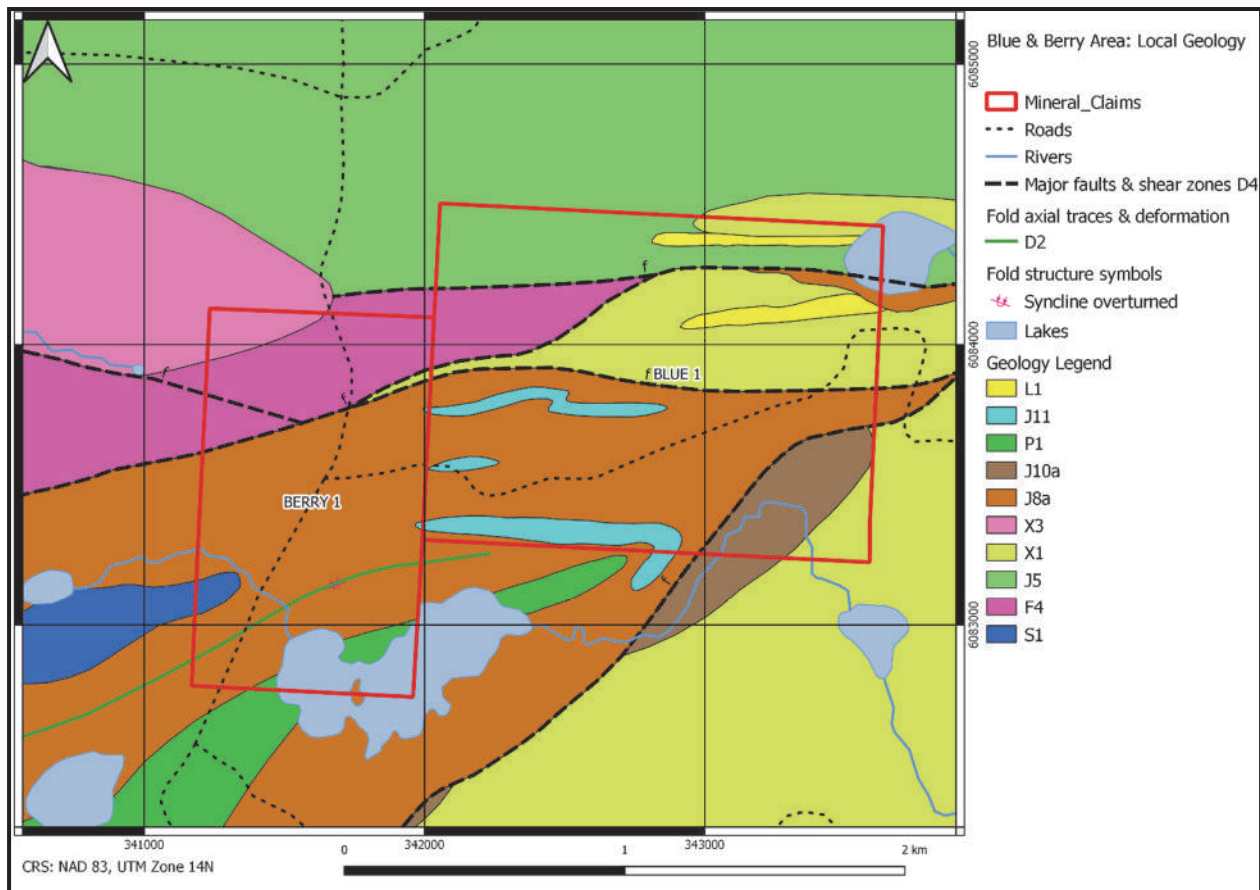 Blue & Berry Area: Local Geology
Mineral_Claims
Roads
Rivers
Major faults & shear zones D4
Fold axial traces & deformation
D2
Fold structure symbols
Syncline overturned
Lakes
Geology Legend
L1
J11
P1
J10a
J8a
X3
X1
J5
F4
S1
6085000
6084000
6083000
f
f
f
f BLUE 1
BERRY 1
f
341000
342000
343000
0
1
2 km
CRS: NAD 83, UTM Zone 14N